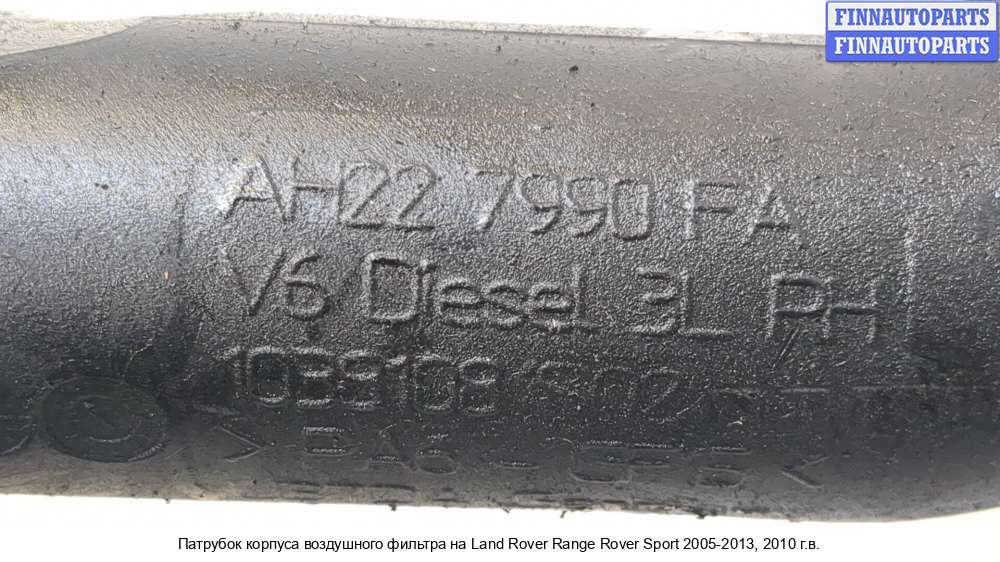 FINNAUTOPARTS
FINNAUTOPARTS
AH22 7990 FA
V6 Diesel 3L PH
Патрубок корпуса воздушного фильтра на Land Rover Range Rover Sport 2005-2013, 2010 г.в.